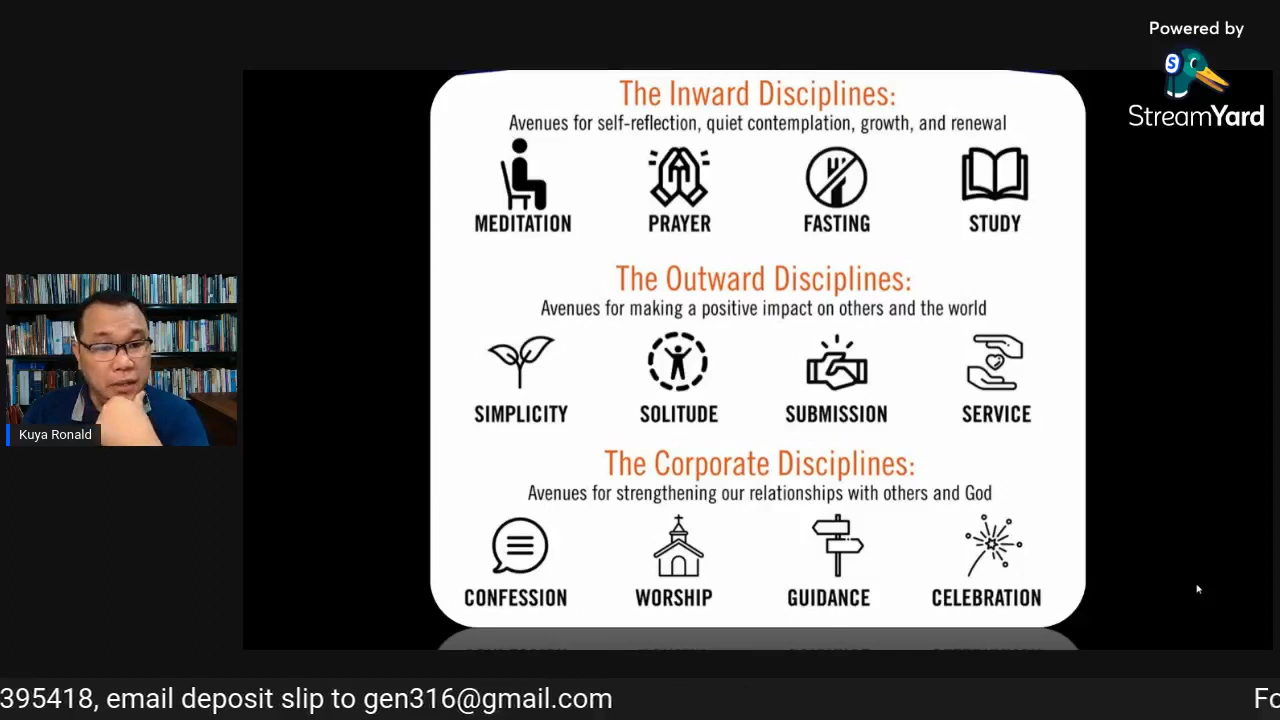 Powered by
S
StreamYard
The Inward Disciplines:
Avenues for self-reflection, quiet contemplation, growth, and renewal
MEDITATION PRAYER FASTING STUDY
The Outward Disciplines:
Avenues for making a positive impact on others and the world
SIMPLICITY SOLITUDE SUBMISSION SERVICE
Kuya Ronald
The Corporate Disciplines:
Avenues for strengthening our relationships with others and God
CONFESSION WORSHIP GUIDANCE CELEBRATION
395418, email deposit slip to gen316@gmail.com